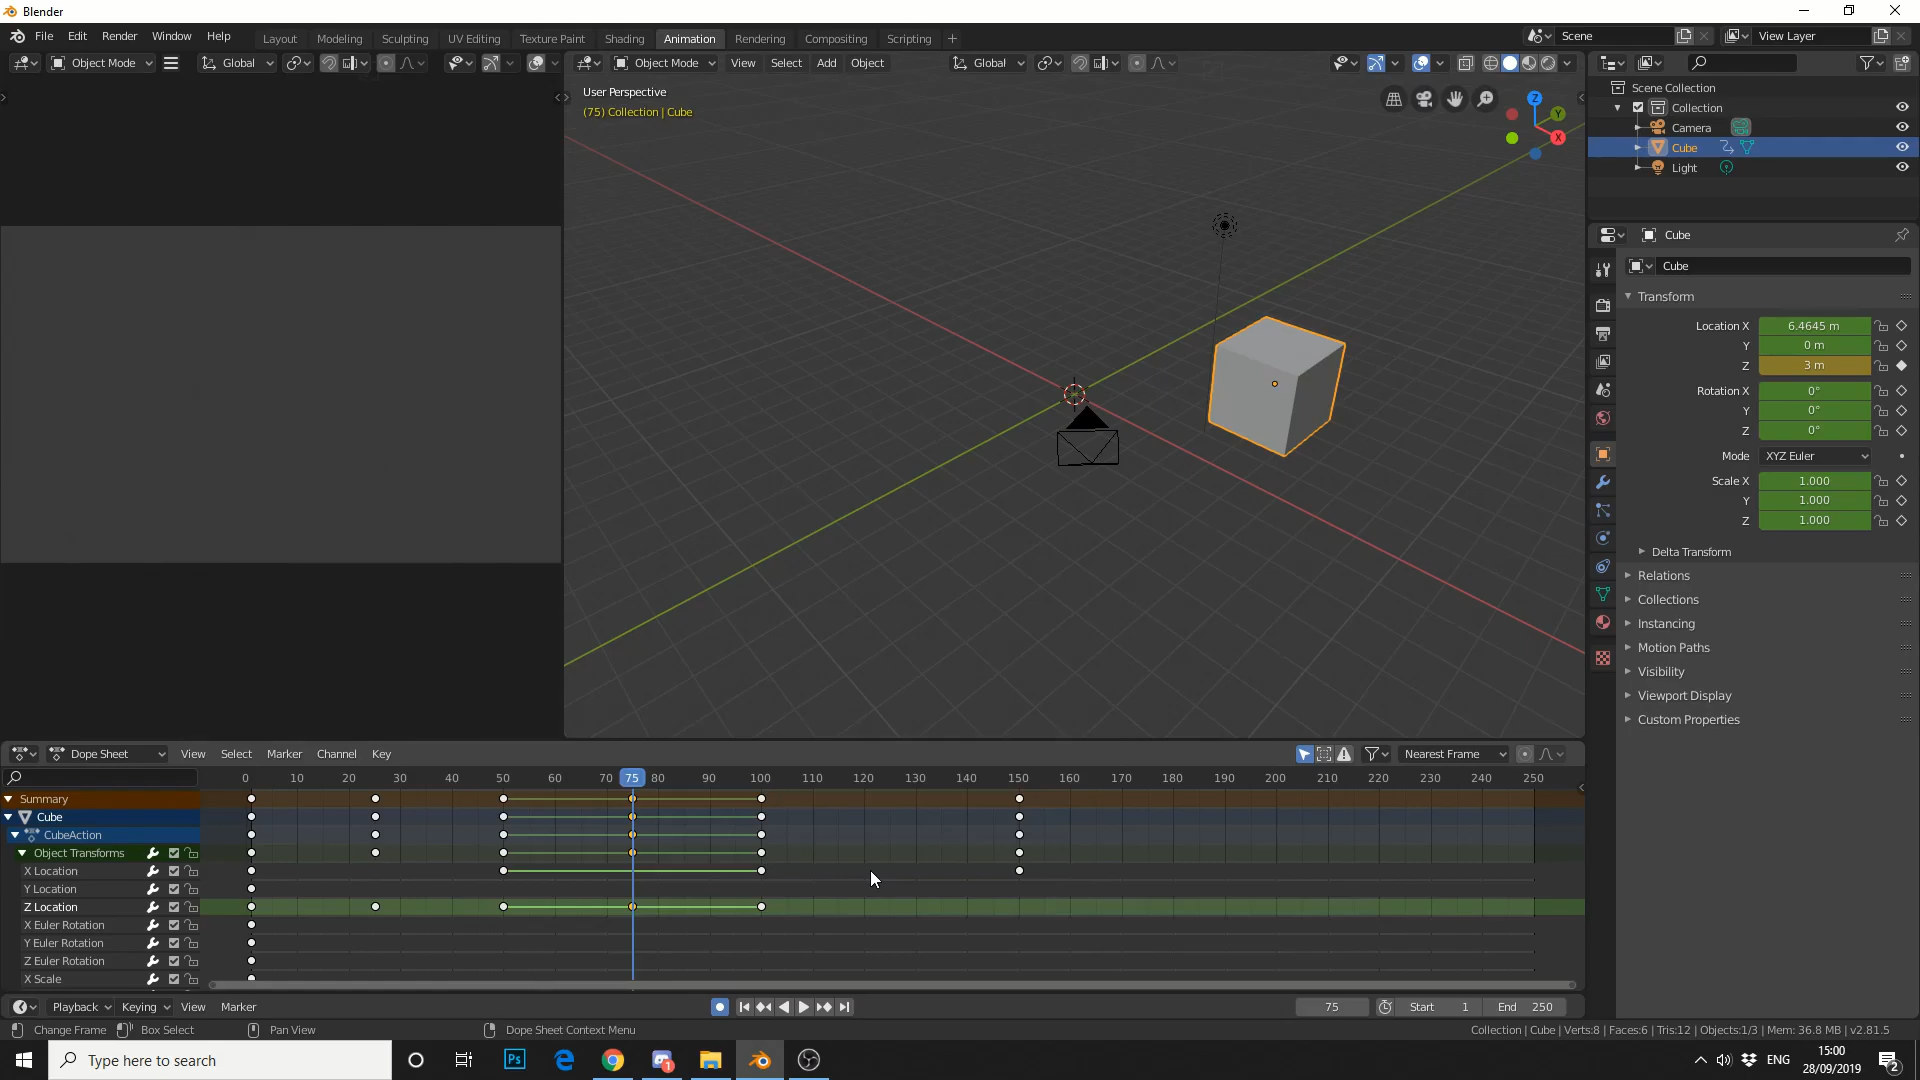 Blender
File Edit Render Window Help
Layout Modeling Sculpting UV Editing Texture Paint Shading Animation Rendering Compositing Scripting +
Scene
View Layer
Object Mode Global
Object Mode View Select Add Object Global
User Perspective
(75) Collection | Cube
Z
Y
X
Scene Collection
Collection
Camera
Cube
Light
Cube
Cube
Transform
Location X 6.4645 m
Y 0 m
Z 3 m
Rotation X 0°
Y 0°
Z 0°
Mode XYZ Euler
Scale X 1.000
Y 1.000
Z 1.000
Delta Transform
Relations
Collections
Instancing
Motion Paths
Visibility
Viewport Display
Custom Properties
Dope Sheet View Select Marker Channel Key Nearest Frame
0 10 20 30 40 50 60 70 75 80 90 100 110 120 130 140 150 160 170 180 190 200 210 220 230 240 250
Summary
Cube
CubeAction
Object Transforms
X Location
Y Location
Z Location
X Euler Rotation
Y Euler Rotation
Z Euler Rotation
X Scale
Playback Keying View Marker 75 Start 1 End 250
Change Frame Box Select Pan View Dope Sheet Context Menu Collection | Cube | Verts:8 | Faces:6 | Tris:12 | Objects:1/3 | Mem: 36.8 MB | v2.81.5
Type here to search
Ps
1
ENG
15:00
28/09/2019
2